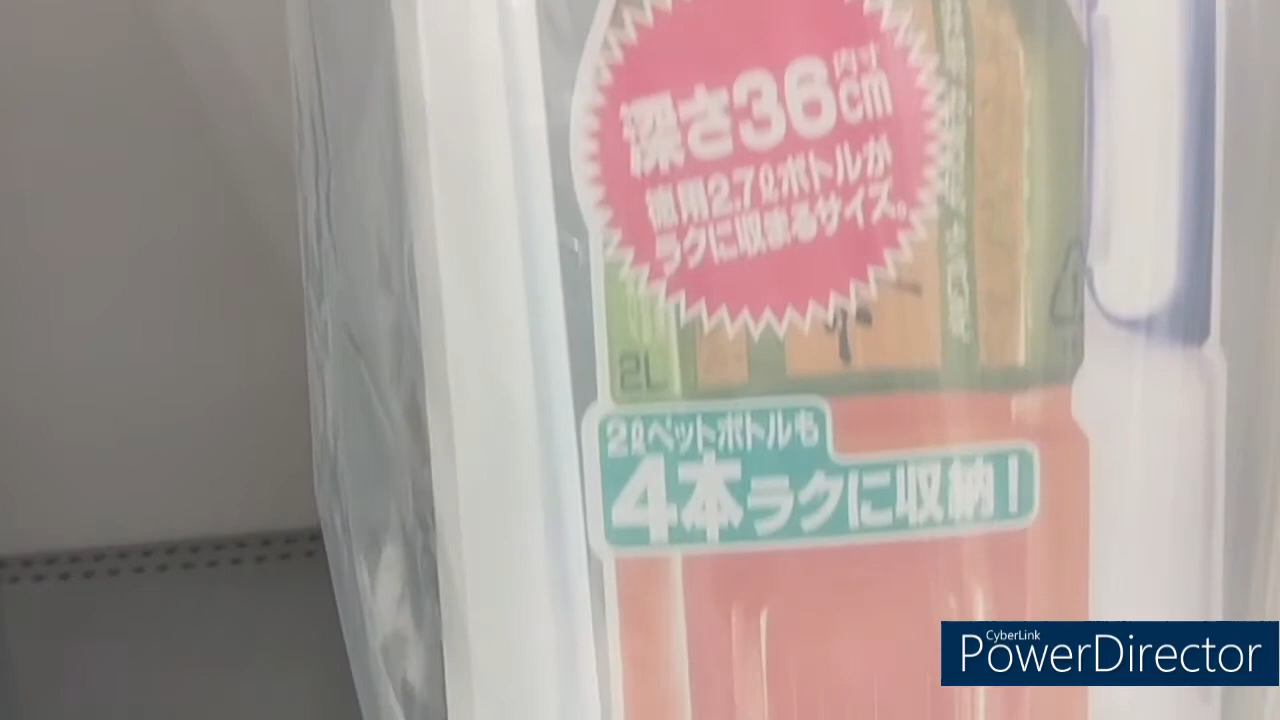 内寸
深さ36cm
徳用2.7ℓボトルが
ラクに収まるサイズ。
2L
2ℓペットボトルも
4本ラクに収納!
CyberLink
PowerDirector